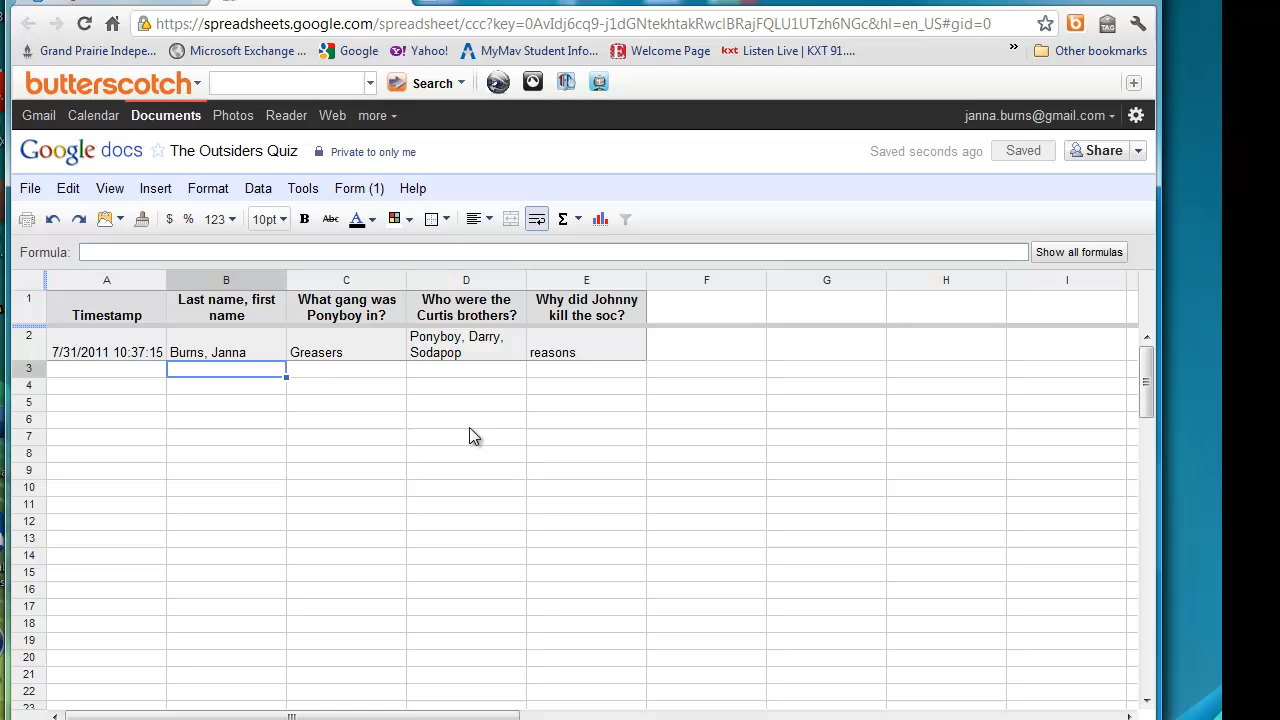 https://spreadsheets.google.com/spreadsheet/ccc?key=0AvIdj6cq9-j1dGNtekhtakRwclBRajFQLU1UTzh6NGc&hl=en_US#gid=0
Grand Prairie Indepe... Microsoft Exchange ... Google Yahoo! MyMav Student Info... Welcome Page kxt Listen Live | KXT 91.... » Other bookmarks
butterscotch Search
Gmail Calendar Documents Photos Reader Web more janna.burns@gmail.com
Google docs The Outsiders Quiz Private to only me Saved seconds ago Saved Share
File Edit View Insert Format Data Tools Form (1) Help
$ % 123 10pt B Abc A Σ
Formula: Show all formulas
A B C D E F G H I
1 Timestamp Last name, first name What gang was Ponyboy in? Who were the Curtis brothers? Why did Johnny kill the soc?
2 7/31/2011 10:37:15 Burns, Janna Greasers Ponyboy, Darry, Sodapop reasons
3
4
5
6
7
8
9
10
11
12
13
14
15
16
17
18
19
20
21
22
23